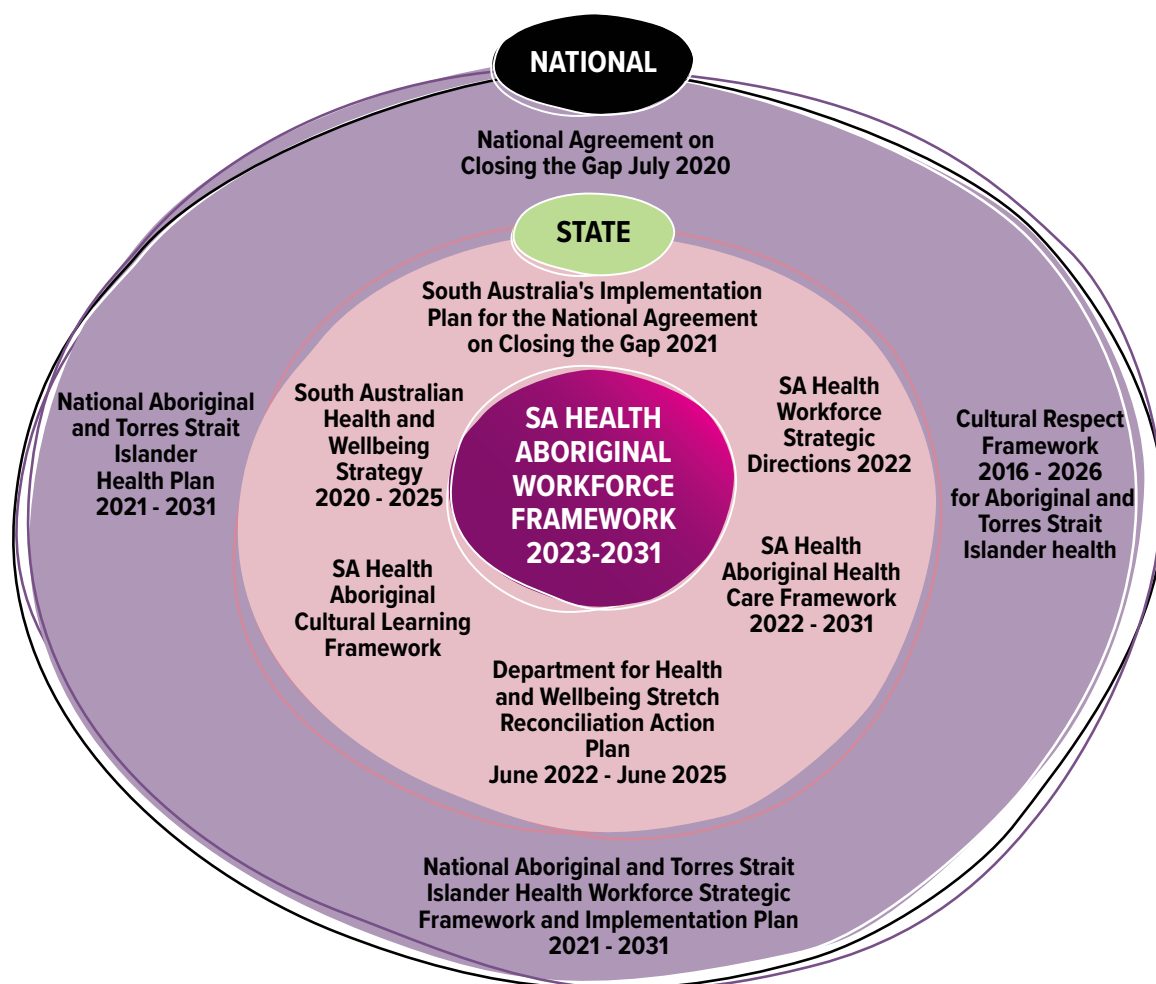 NATIONAL
National Agreement on
Closing the Gap July 2020
STATE
South Australia's Implementation
Plan for the National Agreement
on Closing the Gap 2021
National Aboriginal
and Torres Strait
Islander
Health Plan
2021 - 2031
South Australian
Health and
Wellbeing
Strategy
2020 - 2025
SA HEALTH
ABORIGINAL
WORKFORCE
FRAMEWORK
2023-2031
SA Health
Workforce
Strategic
Directions 2022
Cultural Respect
Framework
2016 - 2026
for Aboriginal and
Torres Strait
Islander health
SA Health
Aboriginal
Cultural Learning
Framework
SA Health
Aboriginal Health
Care Framework
2022 - 2031
Department for Health
and Wellbeing Stretch
Reconciliation Action
Plan
June 2022 - June 2025
National Aboriginal and Torres Strait
Islander Health Workforce Strategic
Framework and Implementation Plan
2021 - 2031